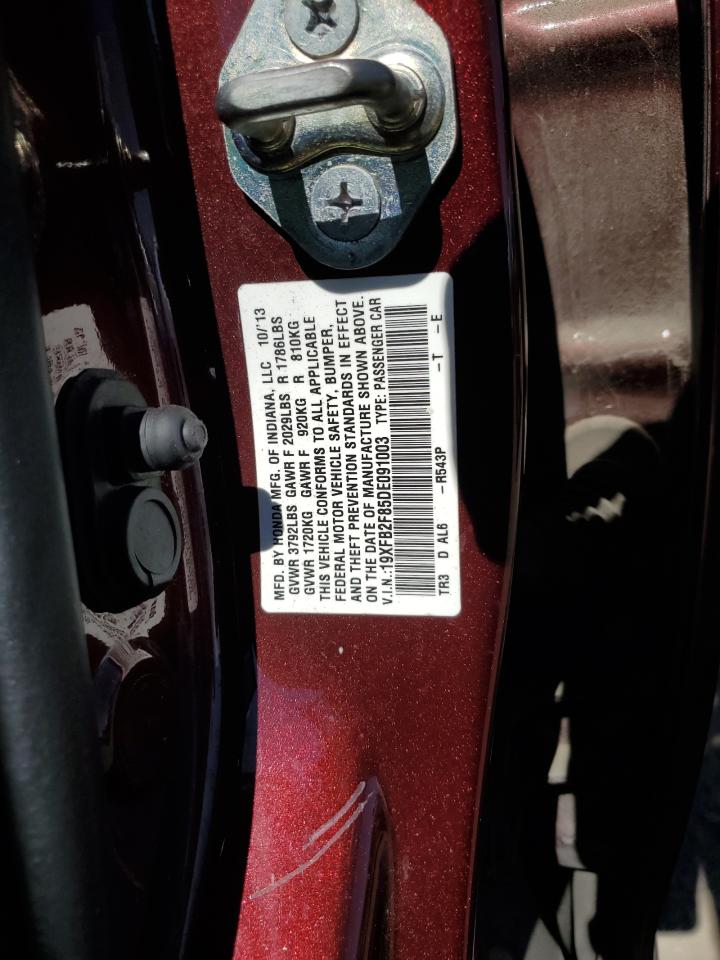 MFD. BY HONDA MFG. OF INDIANA, LLC 10/'13
GVWR 3792LBS GAWR F 2029LBS R 1786LBS
GVWR 1720KG GAWR F 920KG R 810KG
THIS VEHICLE CONFORMS TO ALL APPLICABLE
FEDERAL MOTOR VEHICLE SAFETY, BUMPER,
AND THEFT PREVENTION STANDARDS IN EFFECT
ON THE DATE OF MANUFACTURE SHOWN ABOVE.
V.I.N.:19XFB2F85DE091003 TYPE: PASSENGER CAR
TR3 D AL6 -R543P -T -E